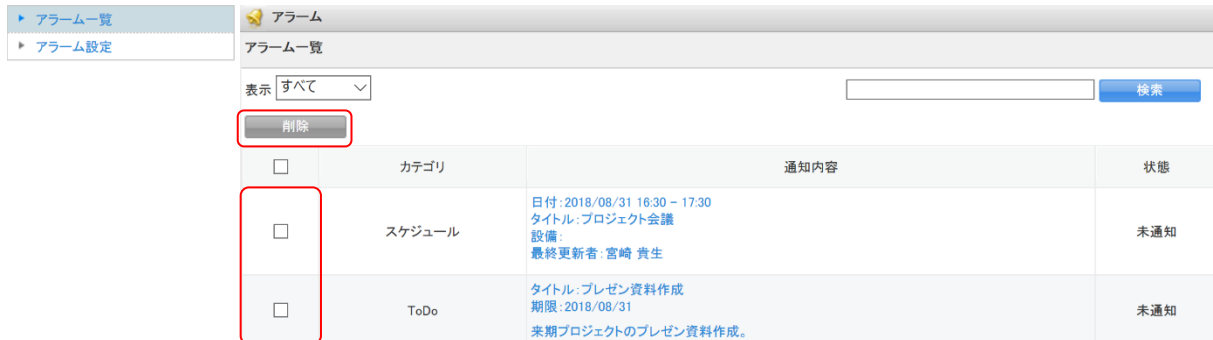 アラーム一覧
アラーム設定
アラーム
アラーム一覧
表示 すべて 検索
削除
カテゴリ 通知内容 状態
日付:2018/08/31 16:30 - 17:30
タイトル:プロジェクト会議
スケジュール 未通知
設備:
最終更新者:宮崎 貴生
タイトル:プレゼン資料作成
期限:2018/08/31
ToDo 未通知
来期プロジェクトのプレゼン資料作成。